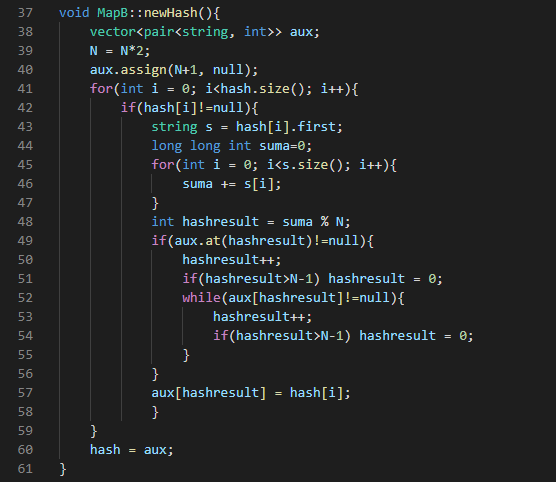 37 void MapB::newHash(){
38     vector<pair<string, int>> aux;
39     N = N*2;
40     aux.assign(N+1, null);
41     for(int i = 0; i<hash.size(); i++){
42         if(hash[i]!=null){
43             string s = hash[i].first;
44             long long int suma=0;
45             for(int i = 0; i<s.size(); i++){
46                 suma += s[i];
47             }
48             int hashresult = suma % N;
49             if(aux.at(hashresult)!=null){
50                 hashresult++;
51                 if(hashresult>N-1) hashresult = 0;
52                 while(aux[hashresult]!=null){
53                     hashresult++;
54                     if(hashresult>N-1) hashresult = 0;
55                 }
56             }
57             aux[hashresult] = hash[i];
58             }
59     }
60     hash = aux;
61 }